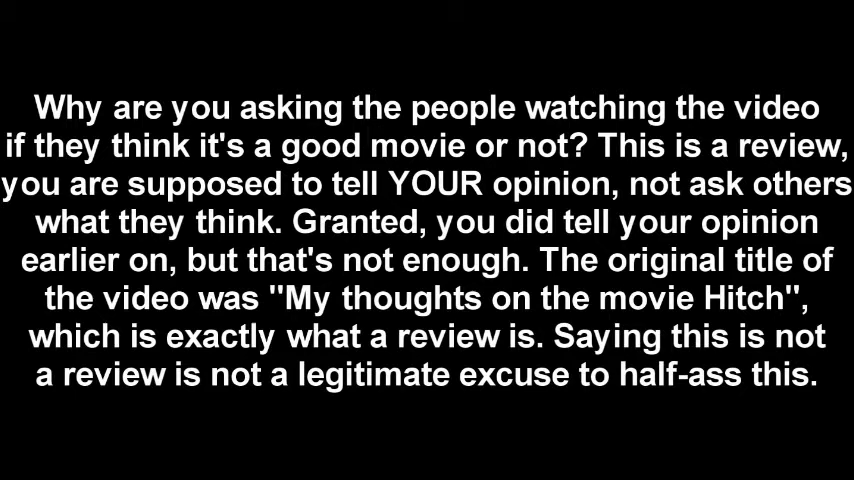 Why are you asking the people watching the video
if they think it's a good movie or not? This is a review,
you are supposed to tell YOUR opinion, not ask others
what they think. Granted, you did tell your opinion
earlier on, but that's not enough. The original title of
the video was "My thoughts on the movie Hitch",
which is exactly what a review is. Saying this is not
a review is not a legitimate excuse to half-ass this.